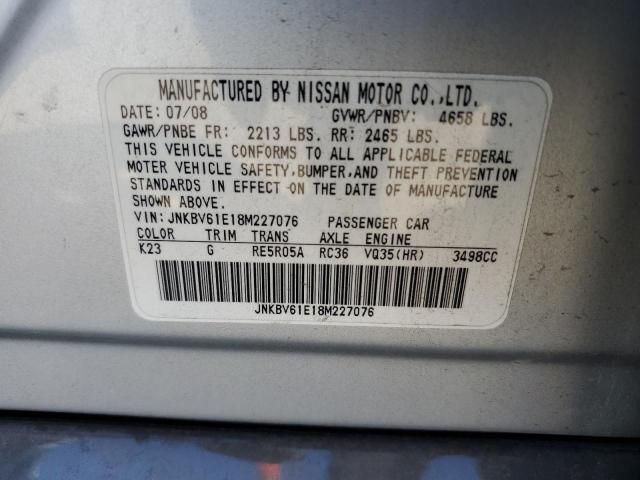 MANUFACTURED BY NISSAN MOTOR CO.,LTD.
DATE: 07/08 GVWR/PNBV: 4658 LBS.
GAWR/PNBE FR: 2213 LBS. RR: 2465 LBS.
THIS VEHICLE CONFORMS TO ALL APPLICABLE FEDERAL
MOTER VEHICLE SAFETY,BUMPER,AND THEFT PREVENTION
STANDARDS IN EFFECT ON THE DATE OF MANUFACTURE
SHOWN ABOVE.
VIN: JNKBV61E18M227076 PASSENGER CAR
COLOR TRIM TRANS AXLE ENGINE
K23 G RE5R05A RC36 VQ35(HR) 3498CC
JNKBV61E18M227076